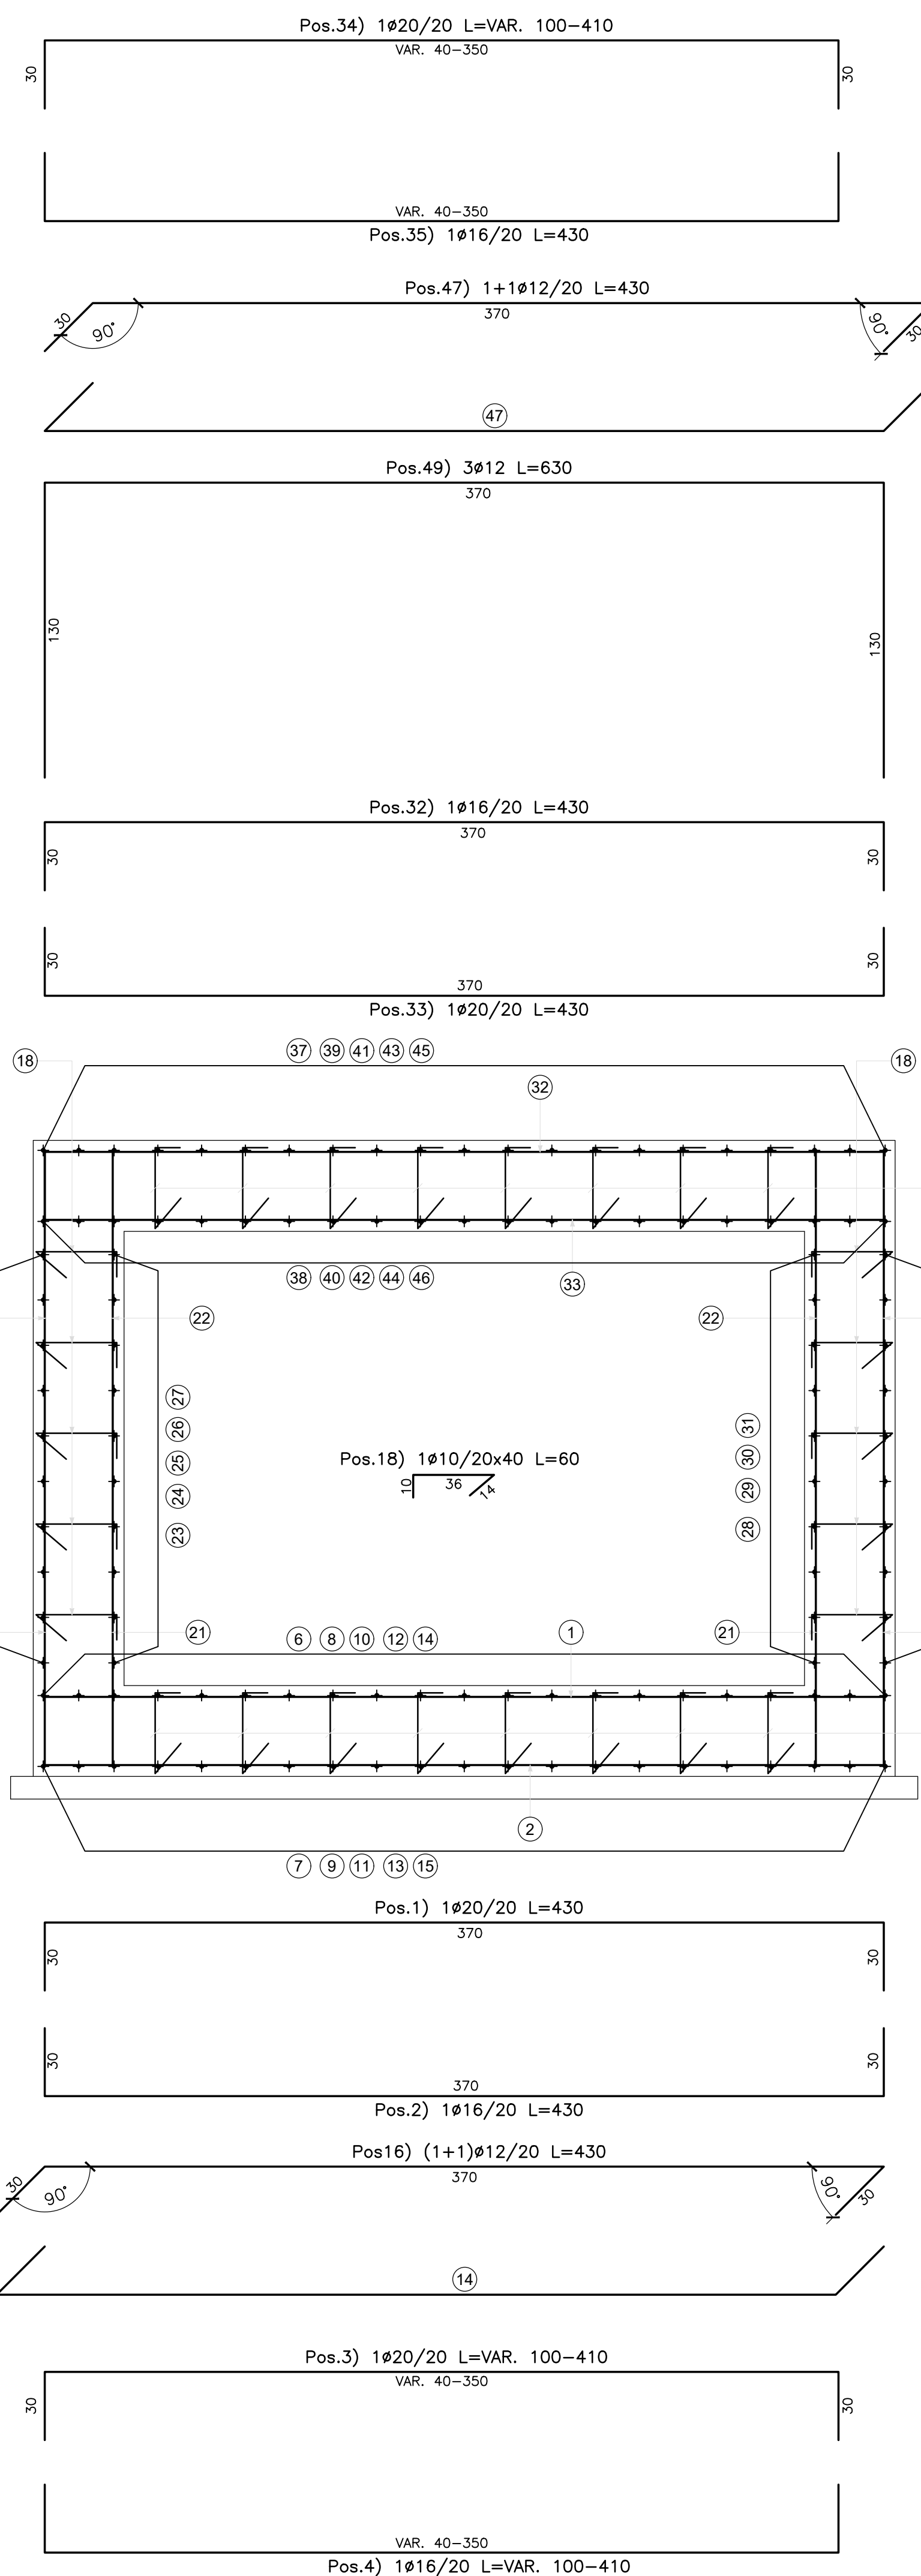 Pos.34) 1ø20/20 L=VAR. 100-410
VAR. 40-350
30 30
VAR. 40-350
Pos.35) 1ø16/20 L=430
Pos.47) 1+1ø12/20 L=430
370
30 90° 90° 30
47
Pos.49) 3ø12 L=630
370
130 130
Pos.32) 1ø16/20 L=430
370
30 30
30 30
370
Pos.33) 1ø20/20 L=430
18 37 39 41 43 45 18
32
38 40 42 44 46 33
22 22
27
26
25
24
23
31
30
29
28
Pos.18) 1ø10/20x40 L=60
10 36 14
21 6 8 10 12 14 1 21
2
7 9 11 13 15
Pos.1) 1ø20/20 L=430
370
30 30
30 30
370
Pos.2) 1ø16/20 L=430
Pos16) (1+1)ø12/20 L=430
370
30 90° 90° 30
14
Pos.3) 1ø20/20 L=VAR. 100-410
VAR. 40-350
30 30
VAR. 40-350
Pos.4) 1ø16/20 L=VAR. 100-410